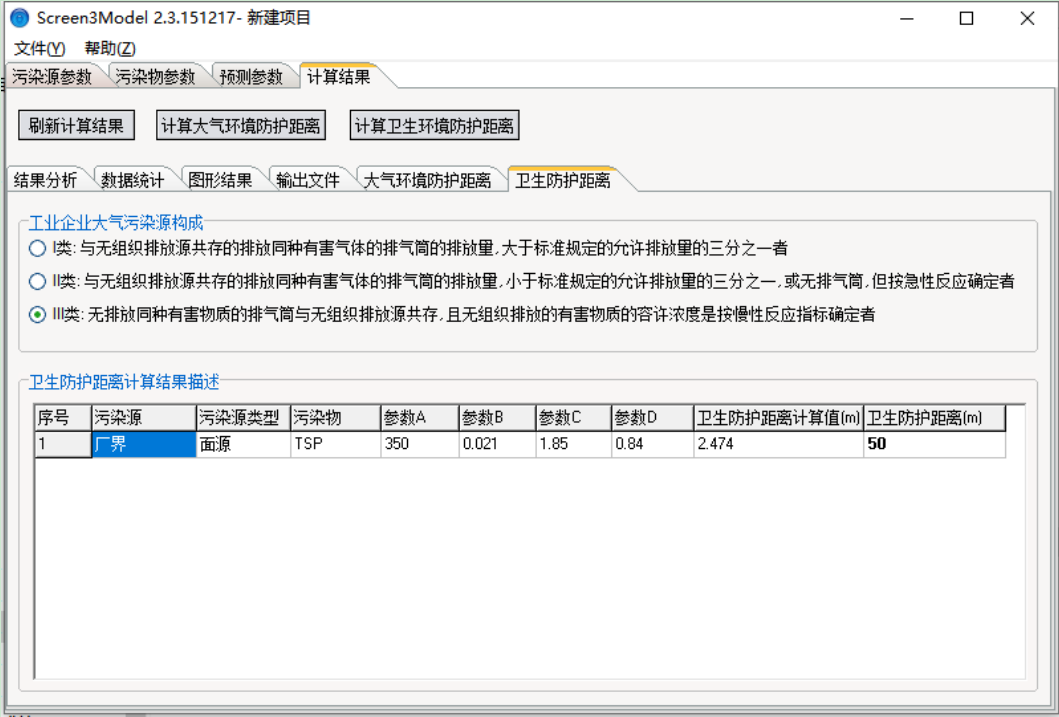 Screen3Model 2.3.151217- 新建项目
文件(Y) 帮助(Z)
污染源参数 污染物参数 预测参数 计算结果
刷新计算结果 计算大气环境防护距离 计算卫生环境防护距离
结果分析 数据统计 图形结果 输出文件 大气环境防护距离 卫生防护距离
工业企业大气污染源构成
I类: 与无组织排放源共存的排放同种有害气体的排气筒的排放量,大于标准规定的允许排放量的三分之一者
II类: 与无组织排放源共存的排放同种有害气体的排气筒的排放量,小于标准规定的允许排放量的三分之一,或无排气筒,但按急性反应确定者
III类: 无排放同种有害物质的排气筒与无组织排放源共存,且无组织排放的有害物质的容许浓度是按慢性反应指标确定者
卫生防护距离计算结果描述
序号 污染源 污染源类型 污染物 参数A 参数B 参数C 参数D 卫生防护距离计算值(m) 卫生防护距离(m)
1 厂界 面源 TSP 350 0.021 1.85 0.84 2.474 50